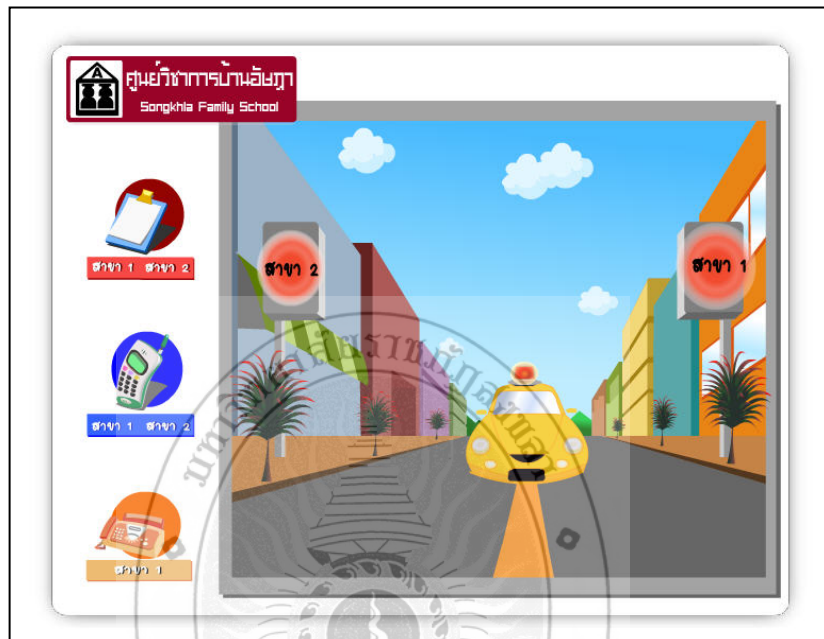 ศูนย์วิชาการบ้านอัษฎา
Songkhla Family School
สาขา 1 สาขา 2
สาขา 2
สาขา 1
สาขา 1 สาขา 2
สาขา 1